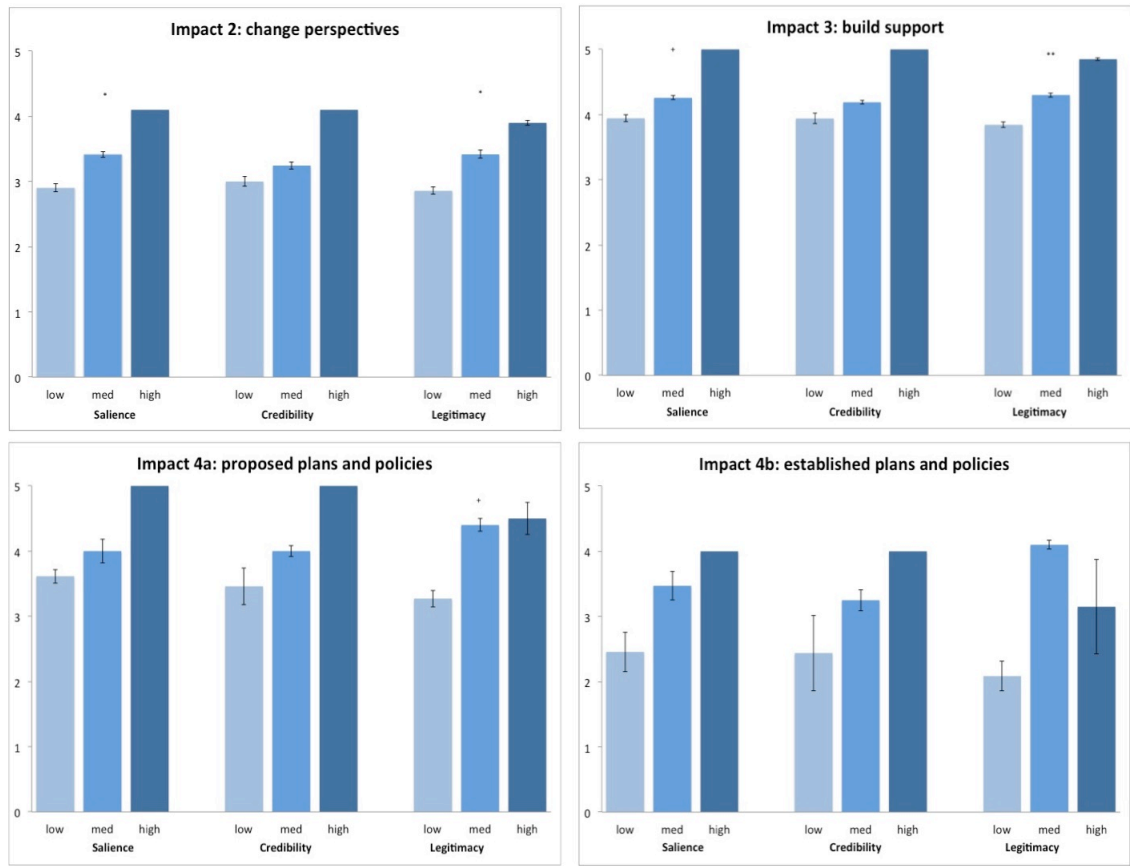 Impact 2: change perspectives
5
4
3
2
1
0
*
*
low med high low med high low med high
Salience Credibility Legitimacy
Impact 3: build support
5
4
3
2
1
0
+
**
low med high low med high low med high
Salience Credibility Legitimacy
Impact 4a: proposed plans and policies
5
4
3
2
1
0
+
low med high low med high low med high
Salience Credibility Legitimacy
Impact 4b: established plans and policies
5
4
3
2
1
0
low med high low med high low med high
Salience Credibility Legitimacy